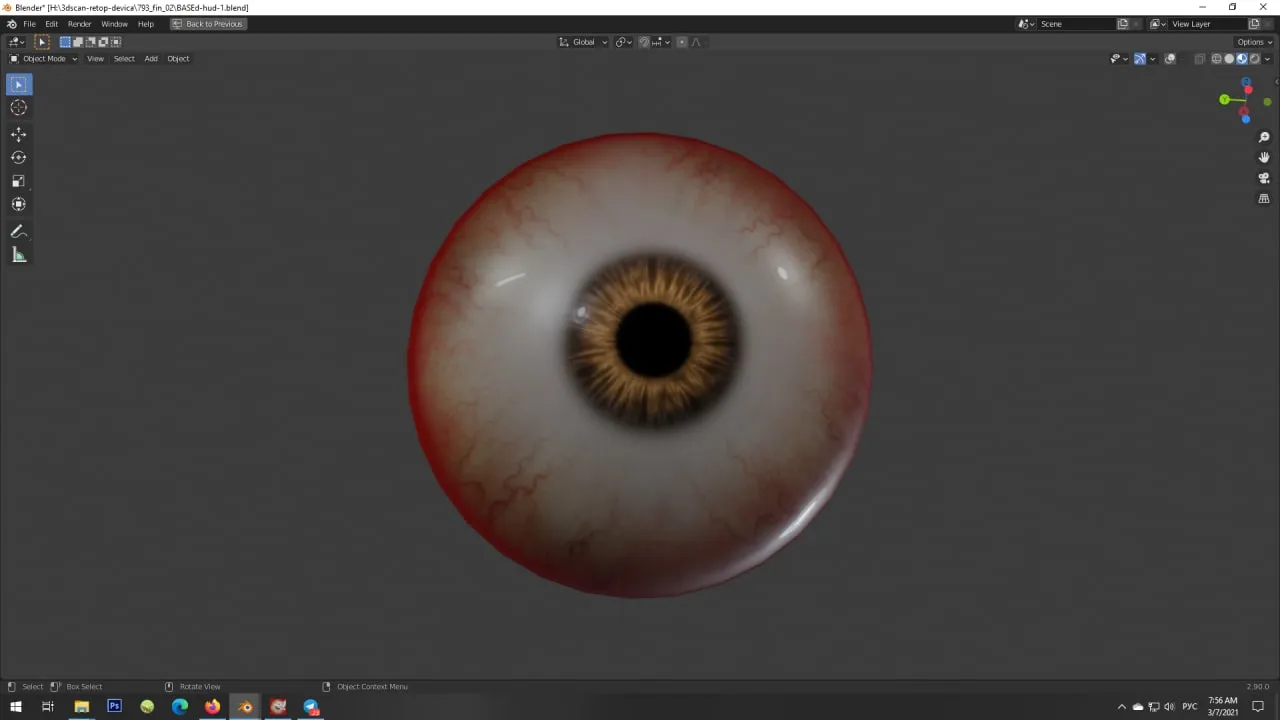 Blender* [H:\3dscan-retop-devica\793_fin_02\BASEd-hud-1.blend]
File Edit Render Window Help Back to Previous Scene View Layer
Global Options
Object Mode View Select Add Object
Z
Y
Select Box Select Rotate View Object Context Menu 2.90.0
Ps РУС 7:56 AM
3/7/2021